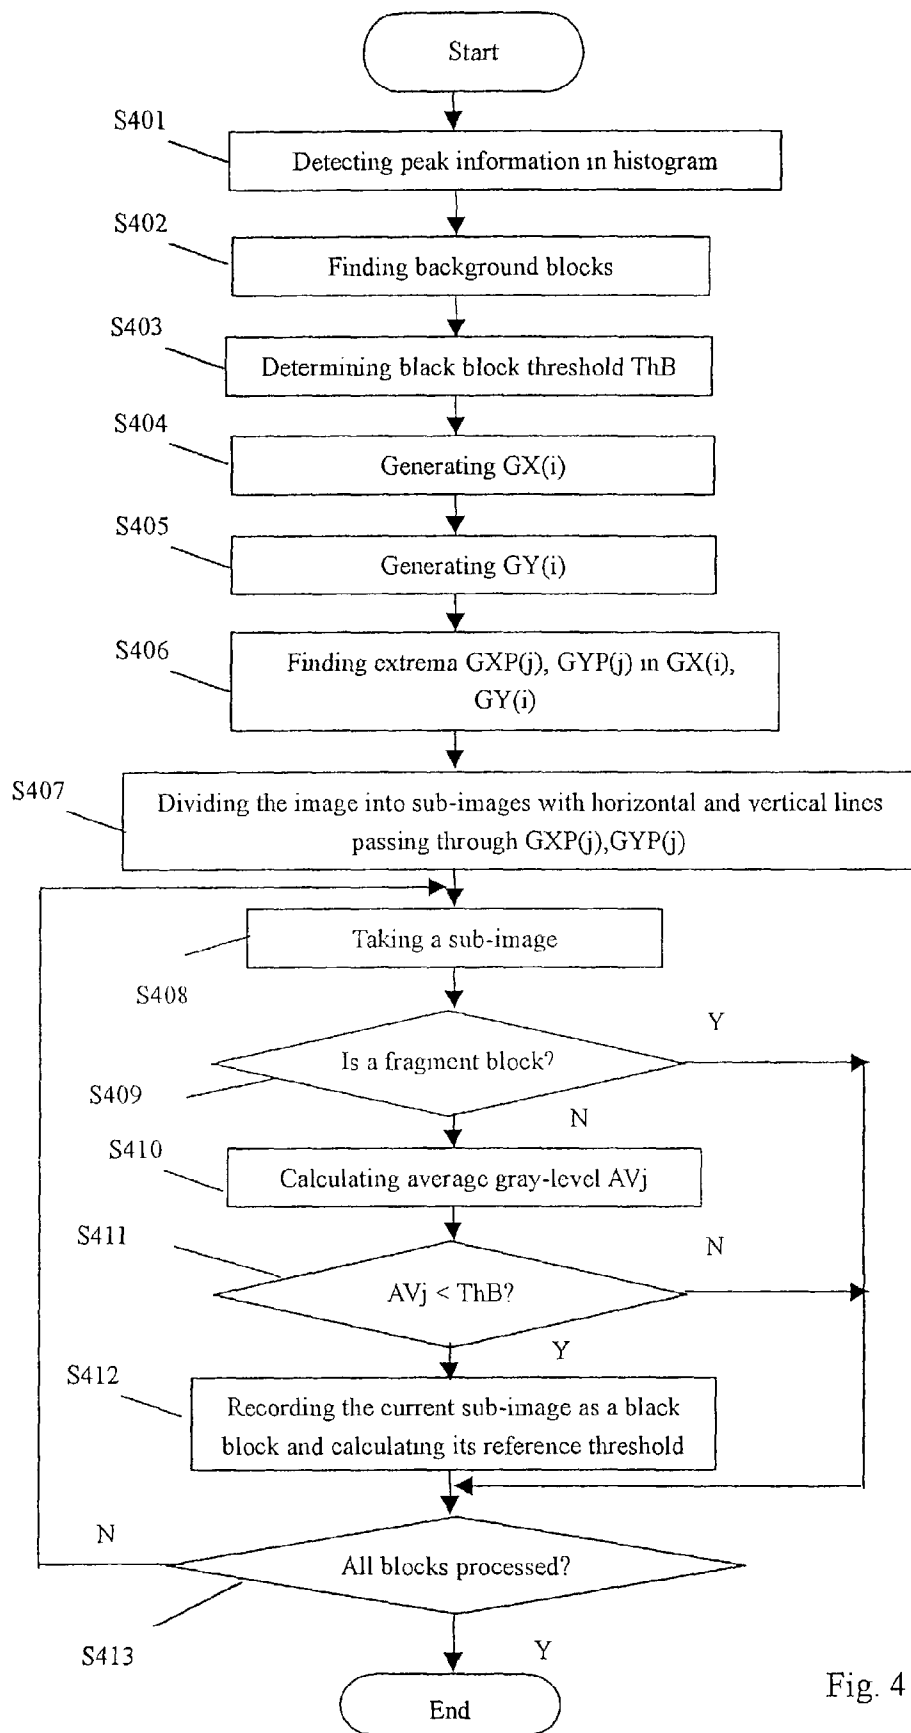 Start
S401
Detecting peak information in histogram
S402
Finding background blocks
S403
Determining black block threshold ThB
S404
Generating GX(i)
S405
Generating GY(i)
S406
Finding extrema GXP(j), GYP(j) in GX(i),
GY(i)
S407
Dividing the image into sub-images with horizontal and vertical lines
passing through GXP(j),GYP(j)
Taking a sub-image
S408
Y
Is a fragment block?
S409
N
S410
Calculating average gray-level AVj
S411
N
AVj < ThB?
Y
S412
Recording the current sub-image as a black
block and calculating its reference threshold
N
All blocks processed?
S413
Y
End
Fig. 4